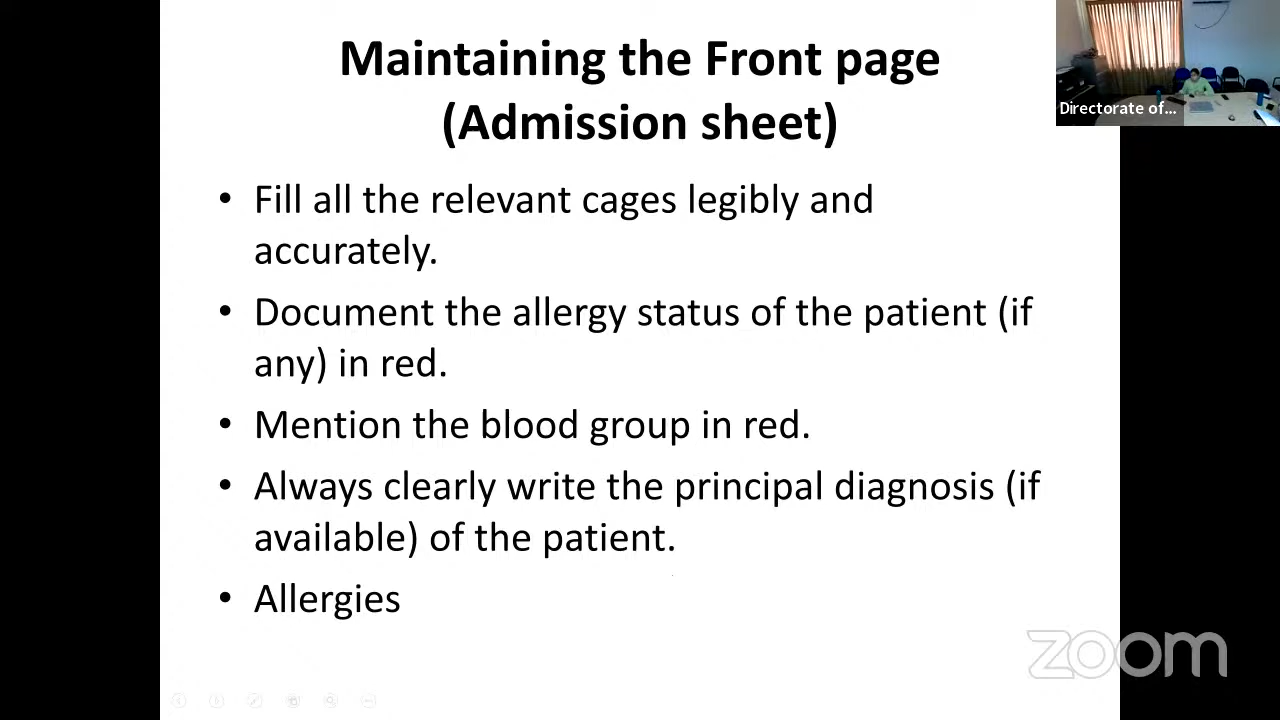 Maintaining the Front page
(Admission sheet)
Directorate of...
• Fill all the relevant cages legibly and
accurately.
• Document the allergy status of the patient (if
any) in red.
• Mention the blood group in red.
• Always clearly write the principal diagnosis (if
available) of the patient.
• Allergies
zoom